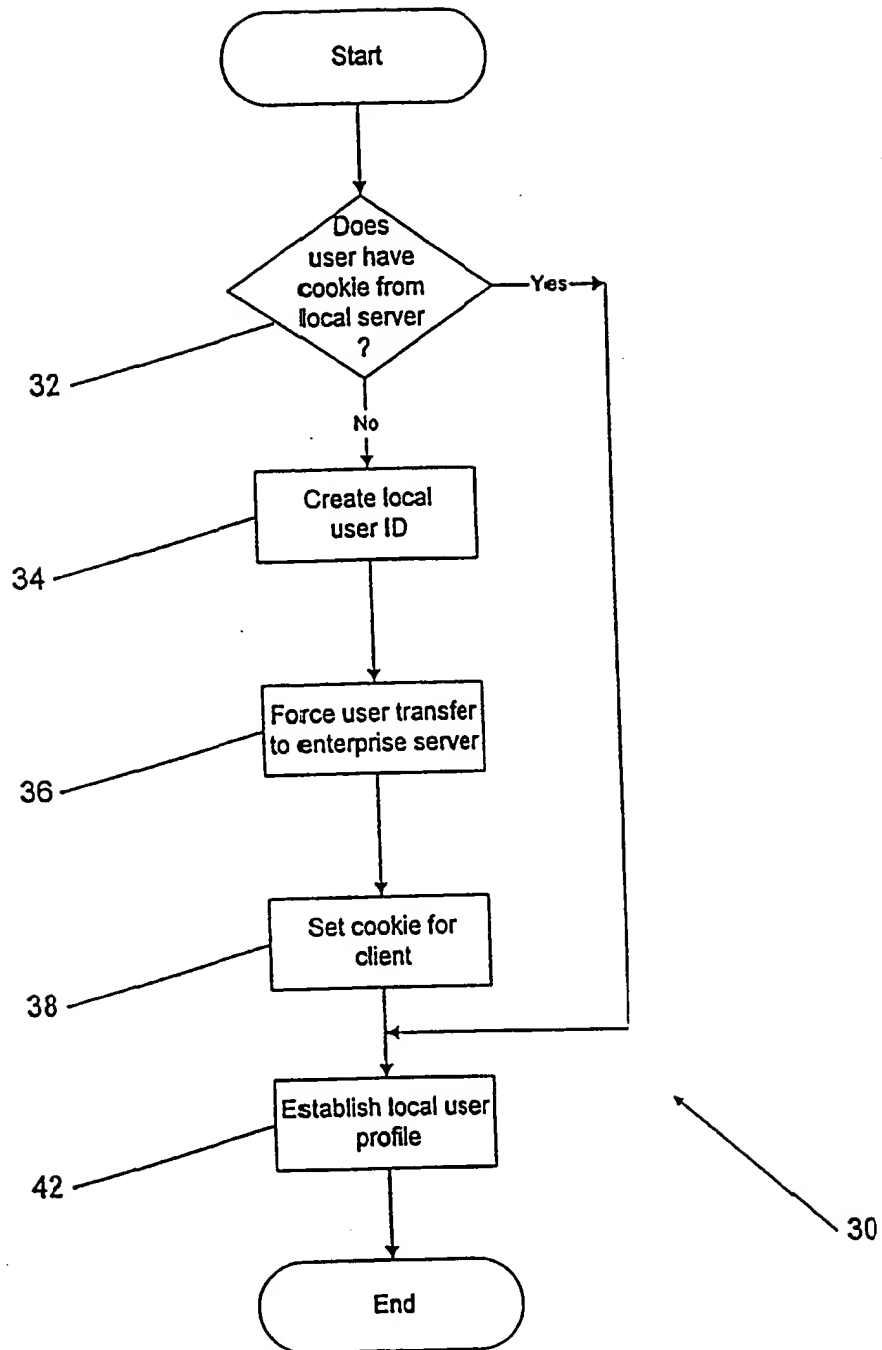 Start
Does
user have
cookie from
local server
?
Yes
32
No
Create local
user ID
34
Force user transfer
to enterprise server
36
Set cookie for
client
38
Establish local user
profile
42
30
End